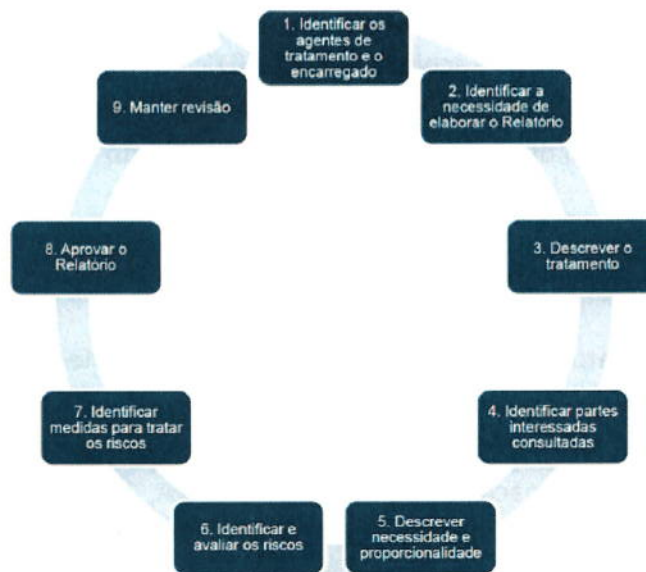 1. Identificar os
agentes de
tratamento e o
encarregado
2. Identificar a
necessidade de
elaborar o Relatório
3. Descrever o
tratamento
4. Identificar partes
interessadas
consultadas
5. Descrever
necessidade e
proporcionalidade
6. Identificar e
avaliar os riscos
7. Identificar
medidas para tratar
os riscos
8. Aprovar o
Relatório
9. Manter revisão